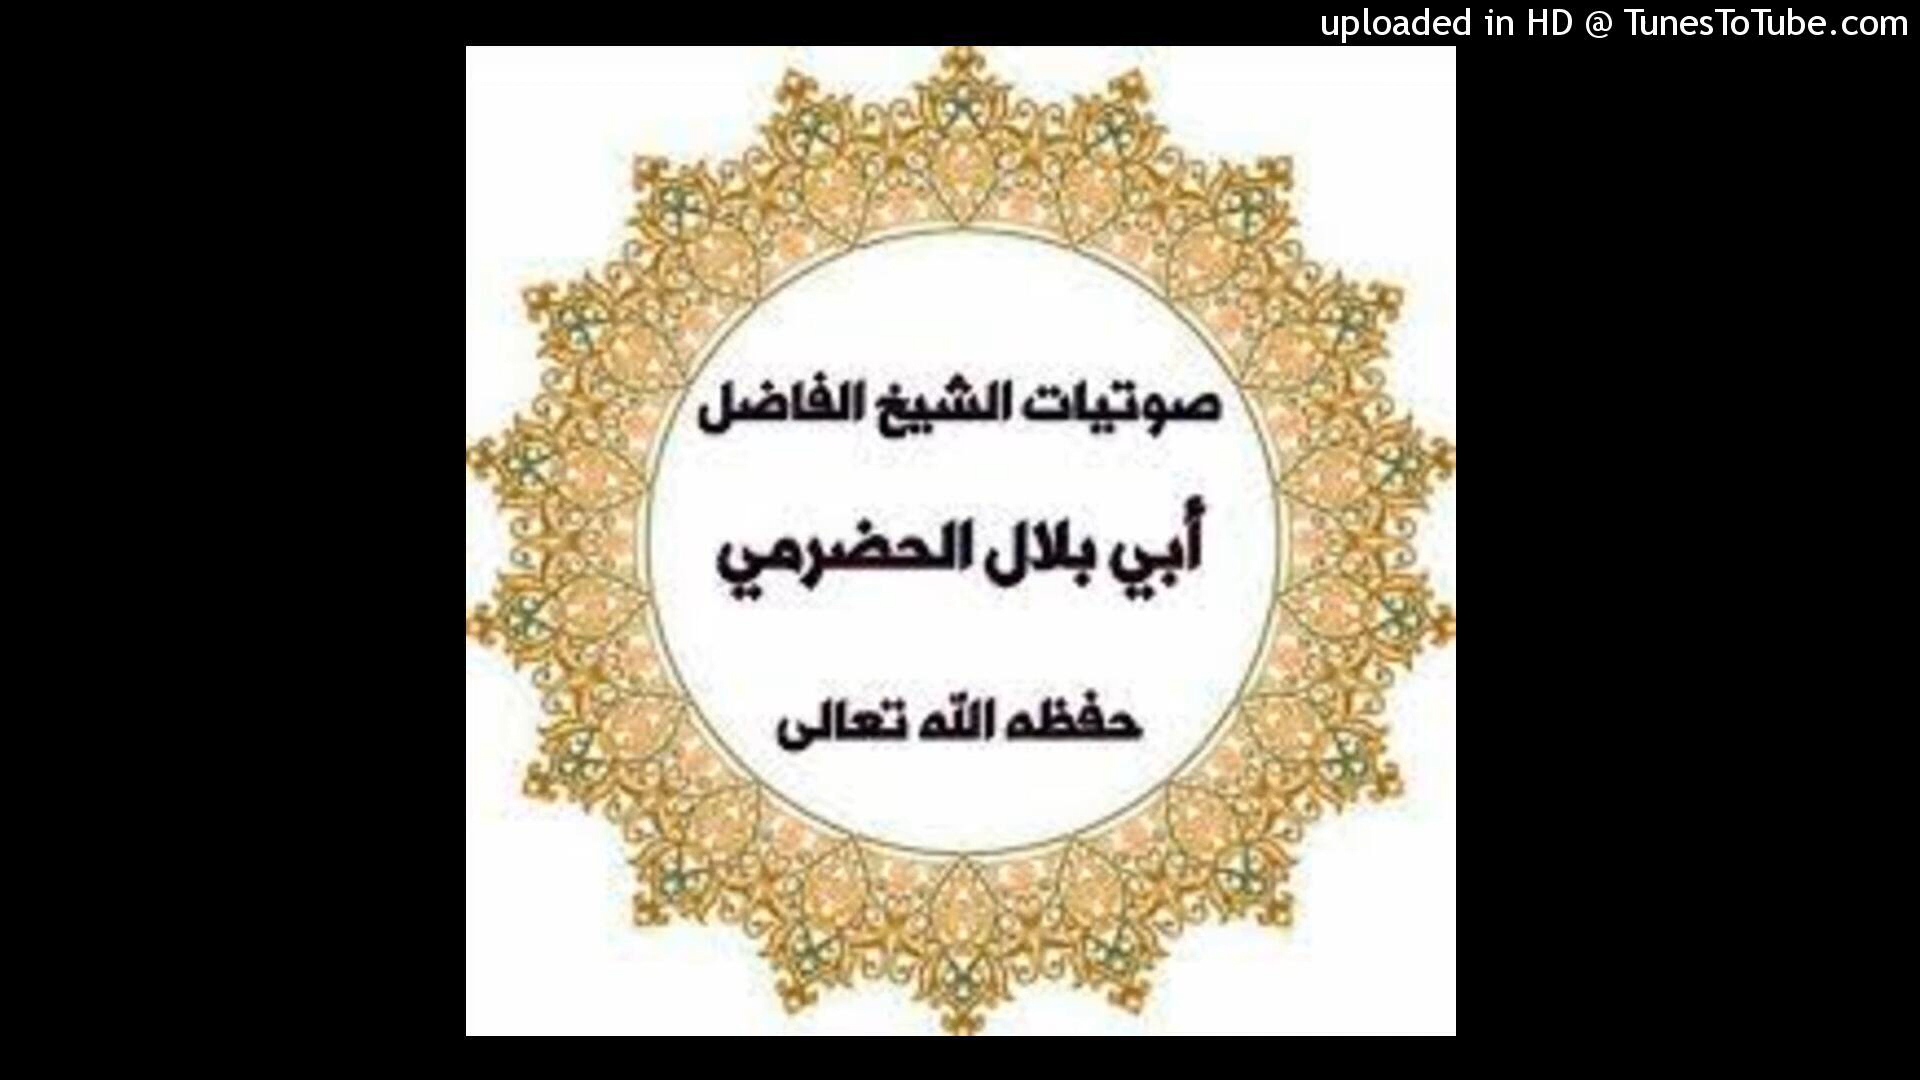 uploaded in HD @ TunesToTube.com
صوتيات الشيخ الفاضل
أبي بلال الحضرمي
حفظه الله تعالى